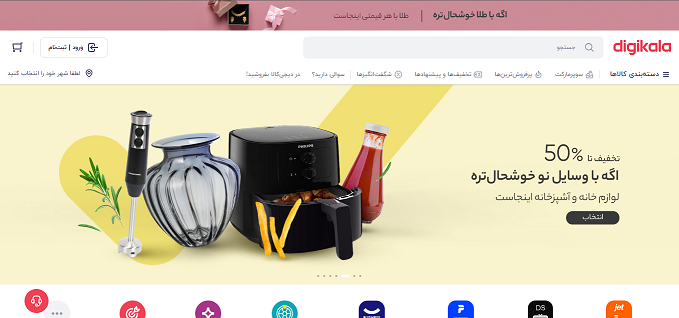 اگه با طلا خوشحال‌تره | طلا با هر قیمتی اینجاست
digikala
جستجو
ورود | ثبت‌نام
دسته‌بندی کالاها
سوپرمارکت
پرفروش‌ترین‌ها
تخفیف‌ها و پیشنهادها
شگفت‌انگیزها
سوالی دارید؟
در دیجی‌کالا بفروشید!
لطفا شهر خود را انتخاب کنید
تخفیف تا 50%
اگه با وسایل نو خوشحال‌تره
لوازم خانه و آشپزخانه اینجاست
انتخاب
PHILIPS
jet
DS